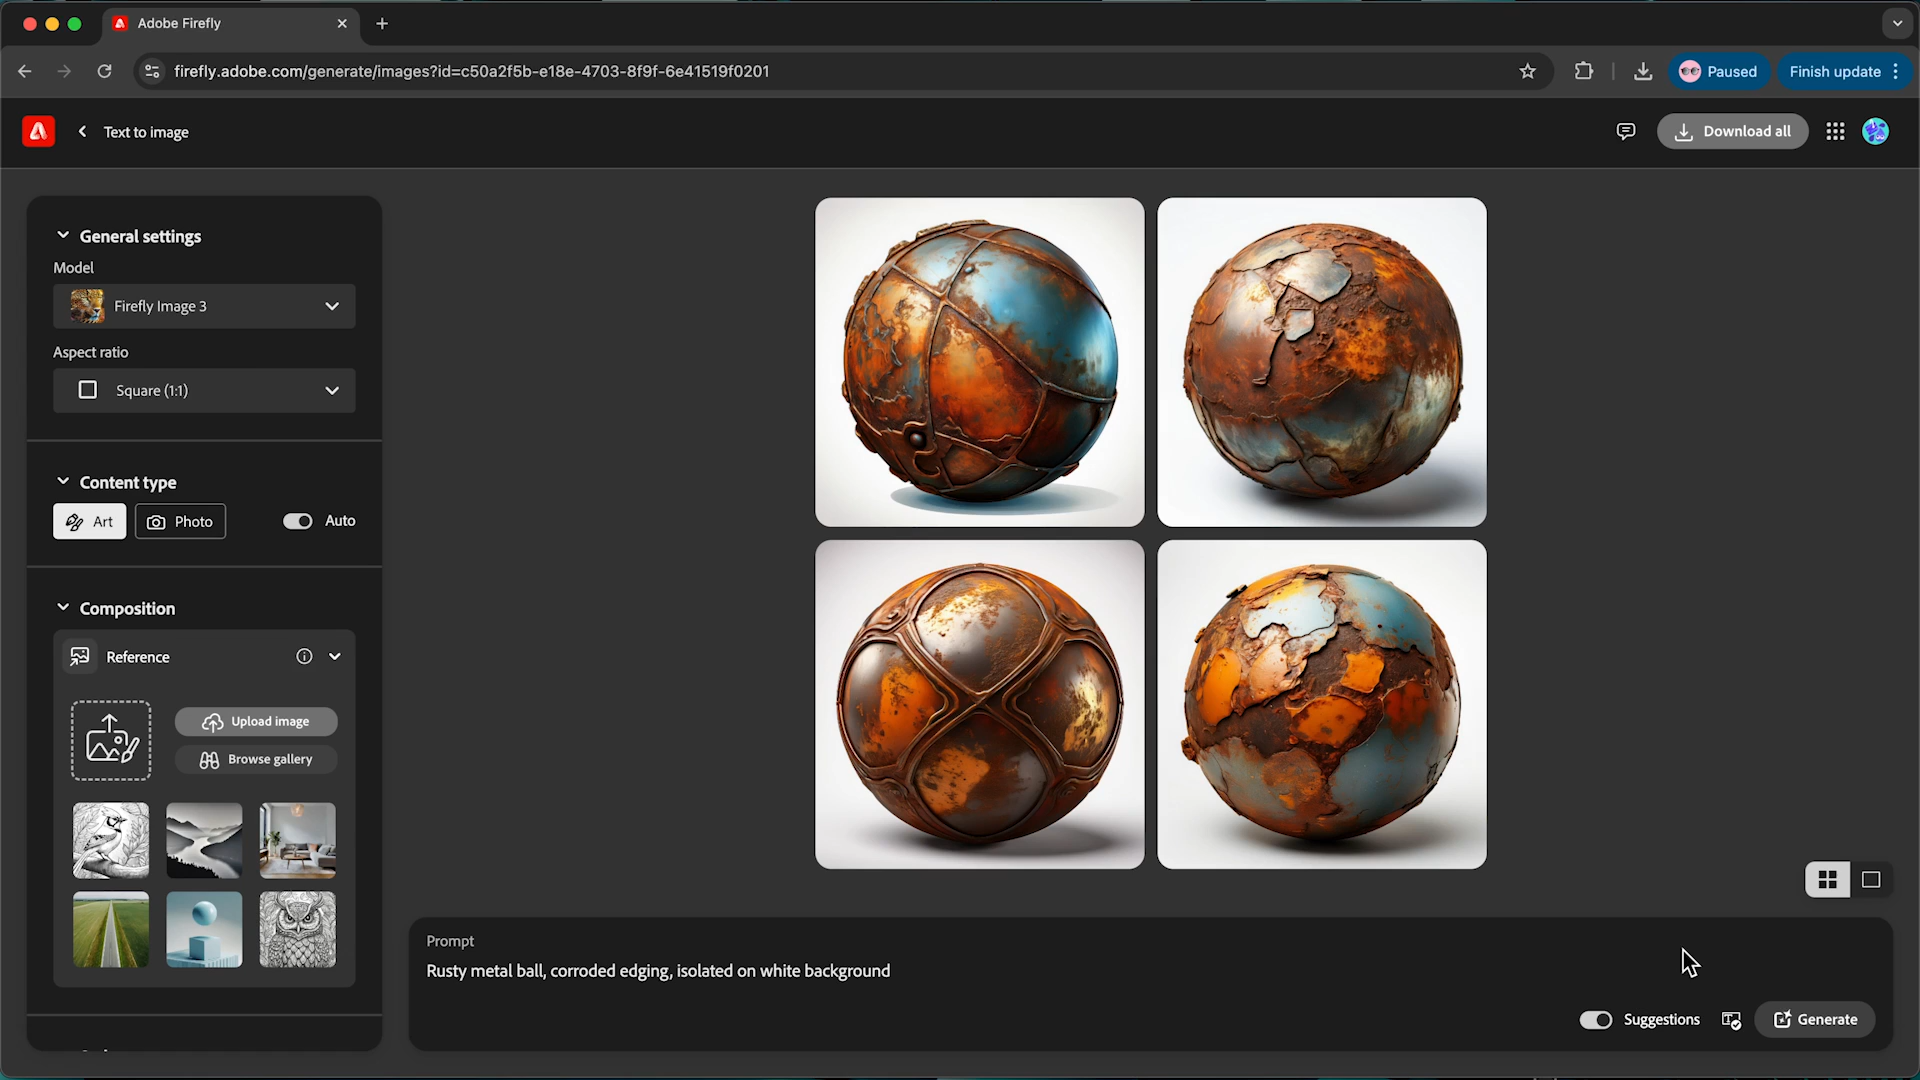 Adobe Firefly
firefly.adobe.com/generate/images?id=c50a2f5b-e18e-4703-8f9f-6e41519f0201
Paused
Finish update
Text to image
Download all
General settings
Model
Firefly Image 3
Aspect ratio
Square (1:1)
Content type
Art
Photo
Auto
Composition
Reference
Upload image
Browse gallery
Prompt
Rusty metal ball, corroded edging, isolated on white background
Suggestions
Generate